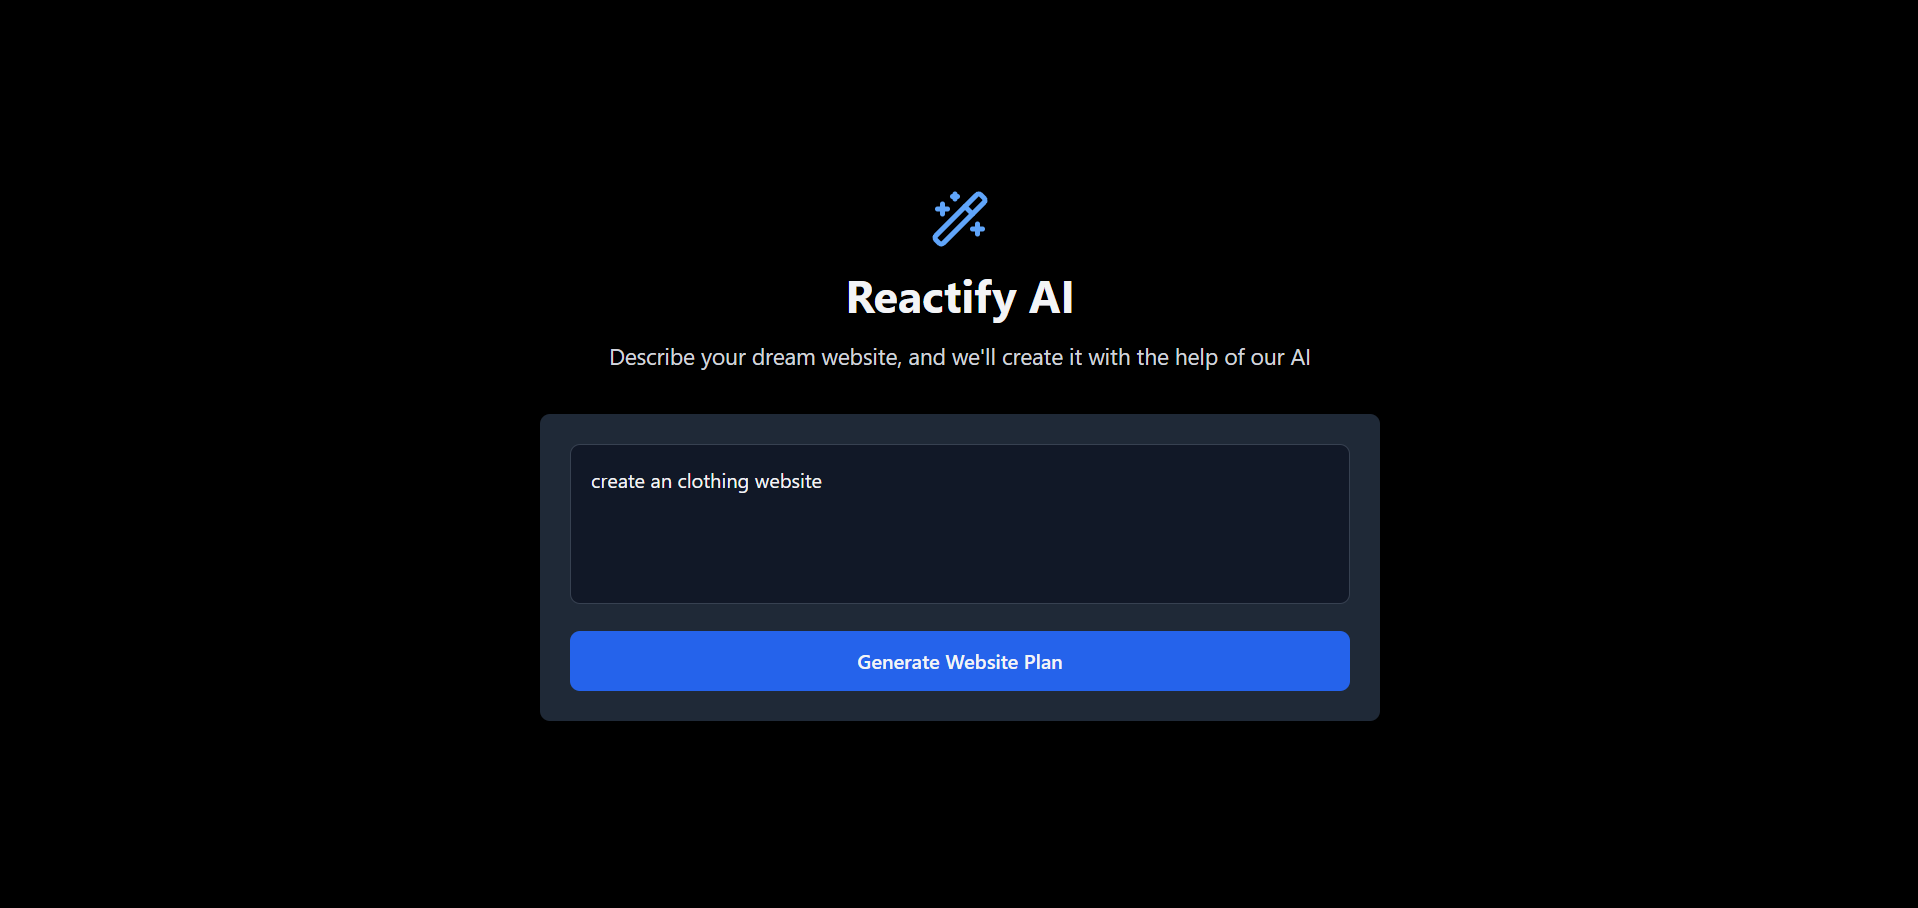 Reactify AI
Describe your dream website, and we'll create it with the help of our AI
create an clothing website
Generate Website Plan